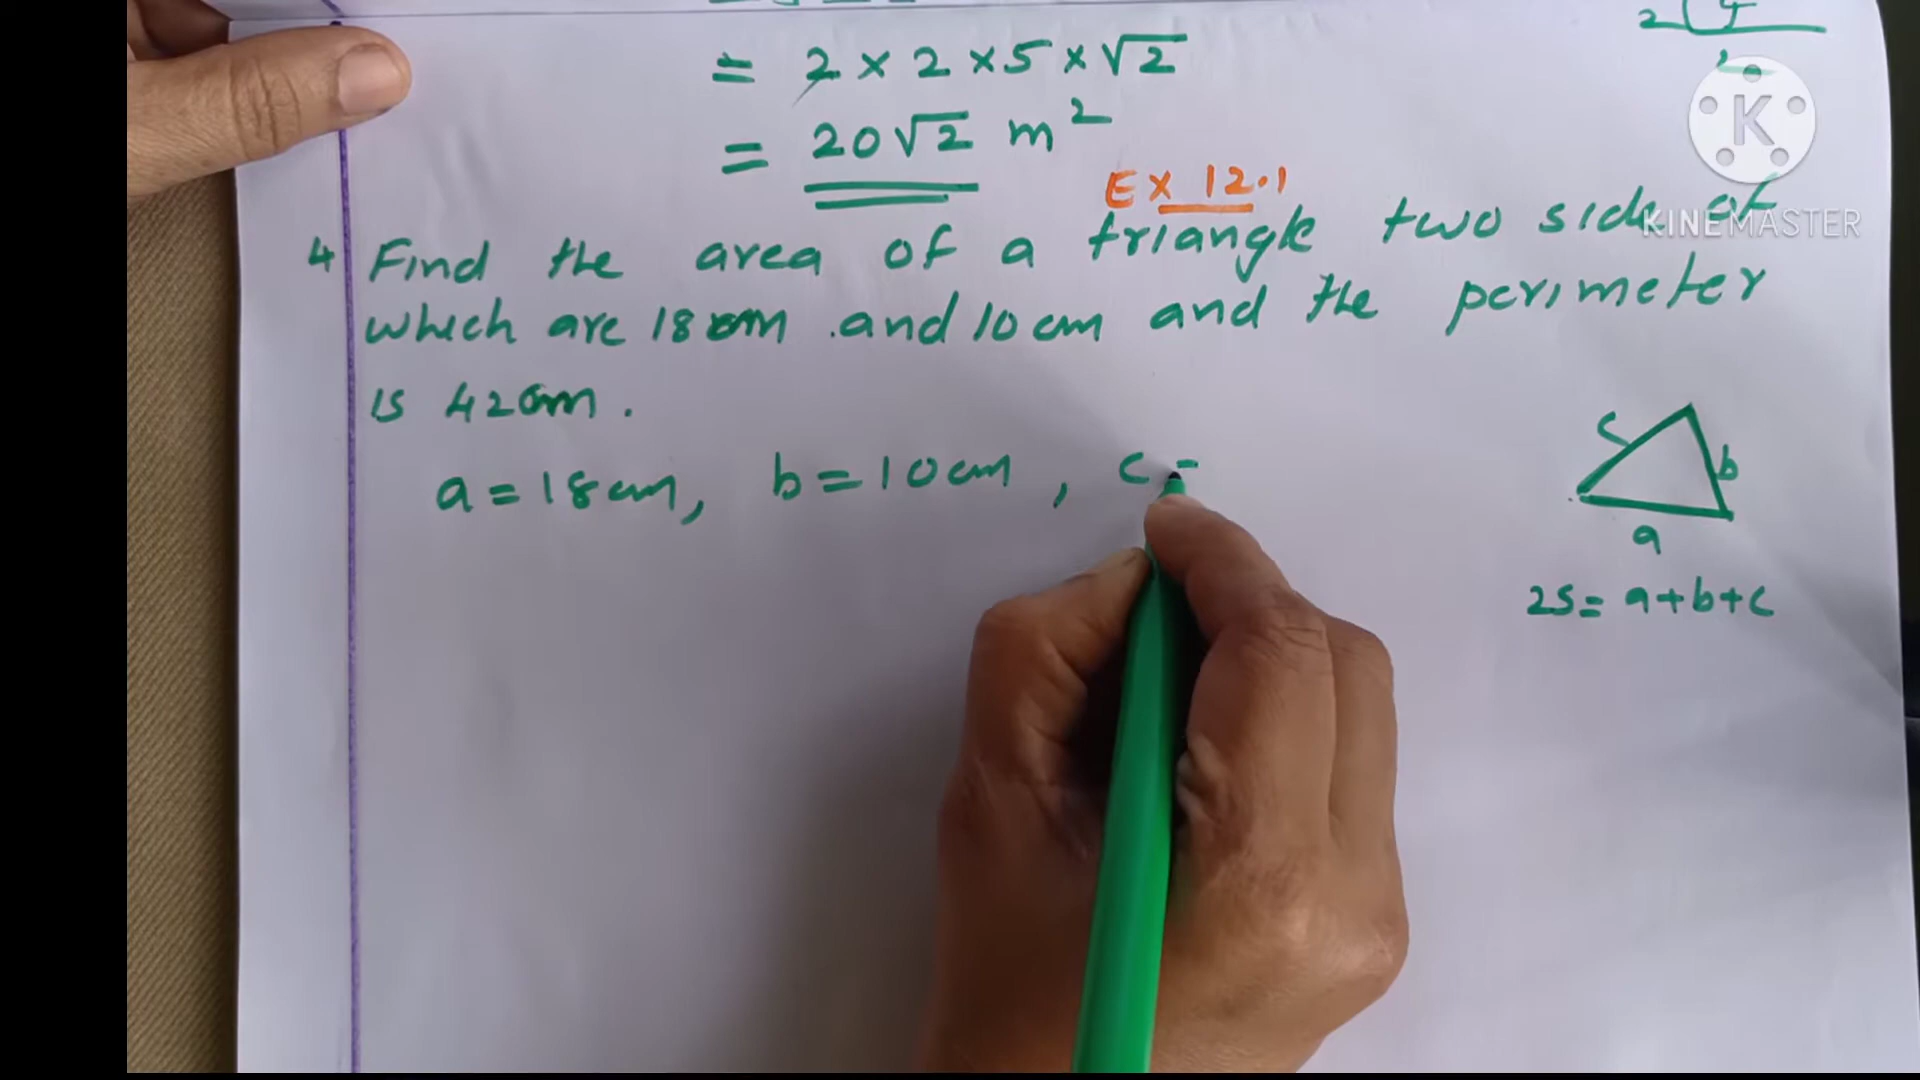 = 2 × 2 × 5 × √2
= 20√2 m²
Ex 12.1
4 Find the area of a triangle two side of
which are 18cm and 10cm and the perimeter
is 42cm.
a = 18cm, b = 10cm, c =
c
b
a
2S = a+b+c
K
KINEMASTER